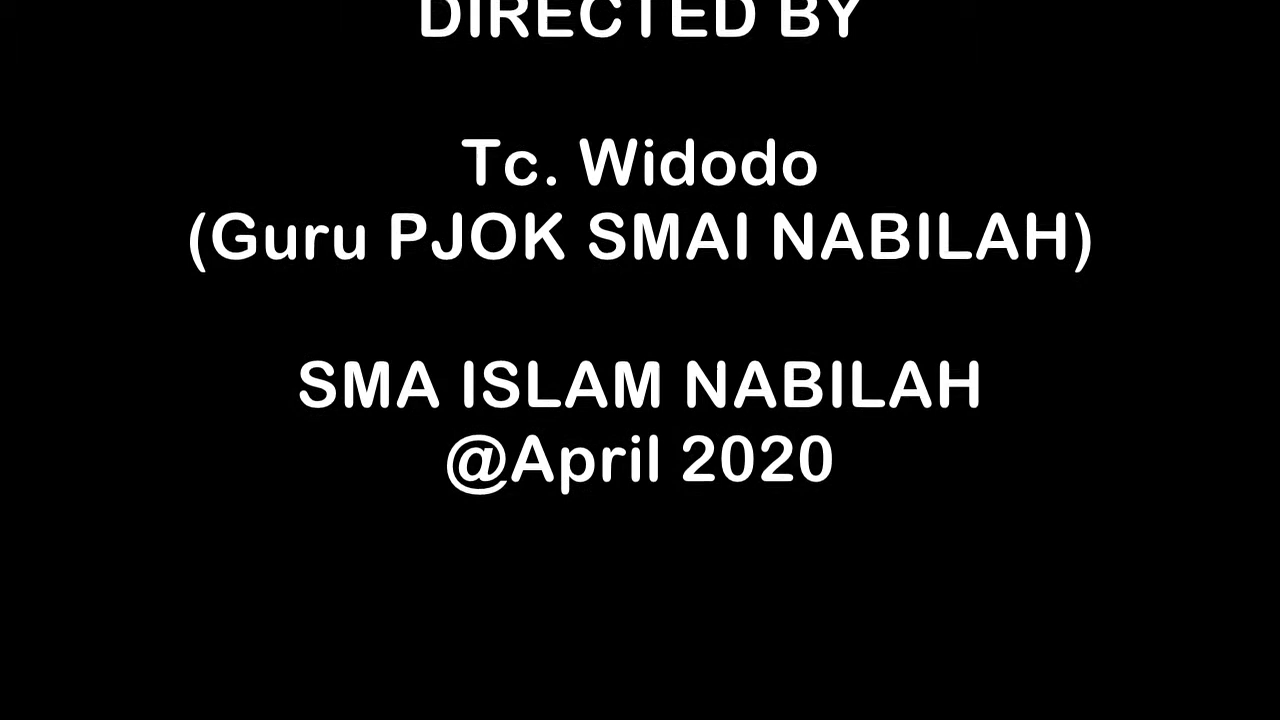 DIRECTED BY
Tc. Widodo
(Guru PJOK SMAI NABILAH)
SMA ISLAM NABILAH
@April 2020